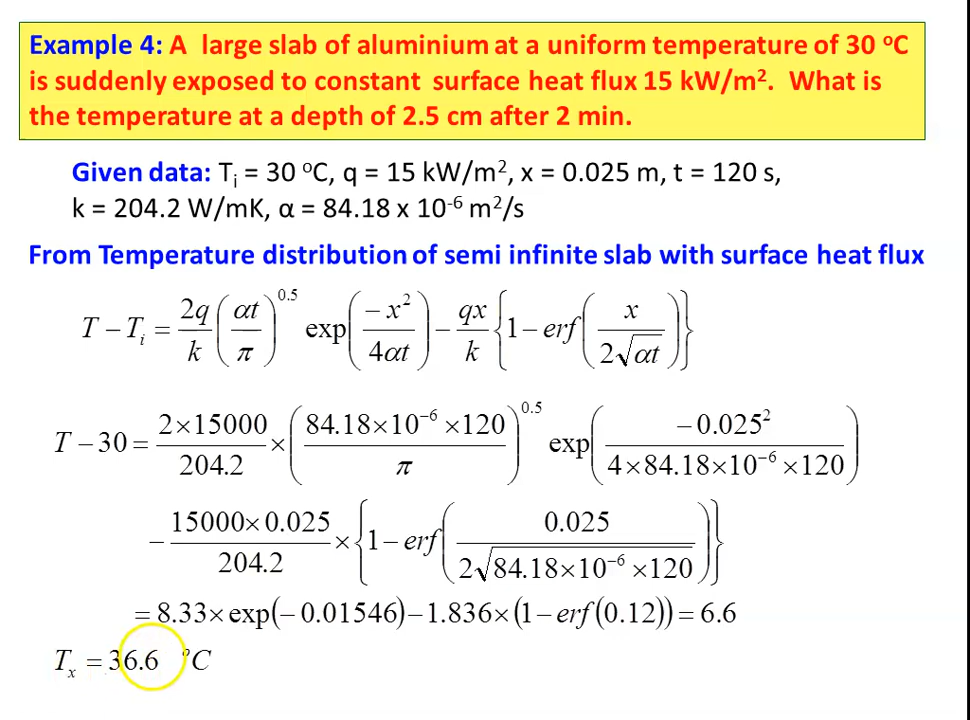 Example 4: A large slab of aluminium at a uniform temperature of 30 ᵒC
is suddenly exposed to constant surface heat flux 15 kW/m². What is
the temperature at a depth of 2.5 cm after 2 min.
Given data: Tᵢ = 30 ᵒC, q = 15 kW/m², x = 0.025 m, t = 120 s,
k = 204.2 W/mK, α = 84.18 x 10⁻⁶ m²/s
From Temperature distribution of semi infinite slab with surface heat flux
T − Tᵢ = 2q/k (αt/π)^0.5 exp(−x²/4αt) − qx/k {1 − erf(x/2√αt)}
T − 30 = 2×15000/204.2 × (84.18×10⁻⁶×120/π)^0.5 exp(−0.025²/4×84.18×10⁻⁶×120)
− 15000×0.025/204.2 × {1 − erf(0.025/2√84.18×10⁻⁶×120)}
= 8.33×exp(−0.01546)−1.836×(1−erf(0.12)) = 6.6
Tₓ = 36.6 °C